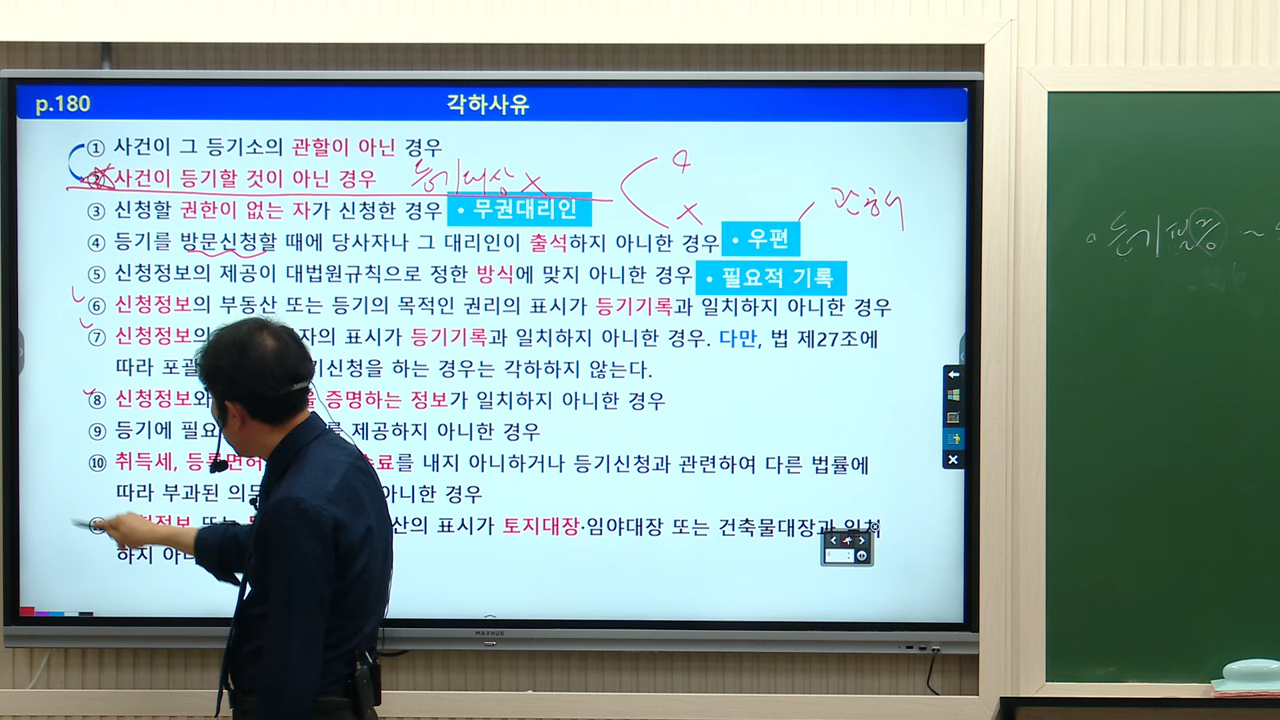 p.180
각하사유
① 사건이 그 등기소의 관할이 아닌 경우
② 사건이 등기할 것이 아닌 경우 등기대상 X
③ 신청할 권한이 없는 자가 신청한 경우 • 무권대리인
④ 등기를 방문신청할 때에 당사자나 그 대리인이 출석하지 아니한 경우 • 우편
⑤ 신청정보의 제공이 대법원규칙으로 정한 방식에 맞지 아니한 경우 • 필요적 기록
⑥ 신청정보의 부동산 또는 등기의 목적인 권리의 표시가 등기기록과 일치하지 아니한 경우
⑦ 신청정보의 자의 표시가 등기기록과 일치하지 아니한 경우. 다만, 법 제27조에
따라 포괄 기신청을 하는 경우는 각하하지 않는다.
⑧ 신청정보와 을 증명하는 정보가 일치하지 아니한 경우
⑨ 등기에 필요 를 제공하지 아니한 경우
⑩ 취득세, 등록면허 수료를 내지 아니하거나 등기신청과 관련하여 다른 법률에
따라 부과된 의무 아니한 경우
신청정보 또는 산의 표시가 토지대장·임야대장 또는 건축물대장과 일치
하지 아니
MAXHUB